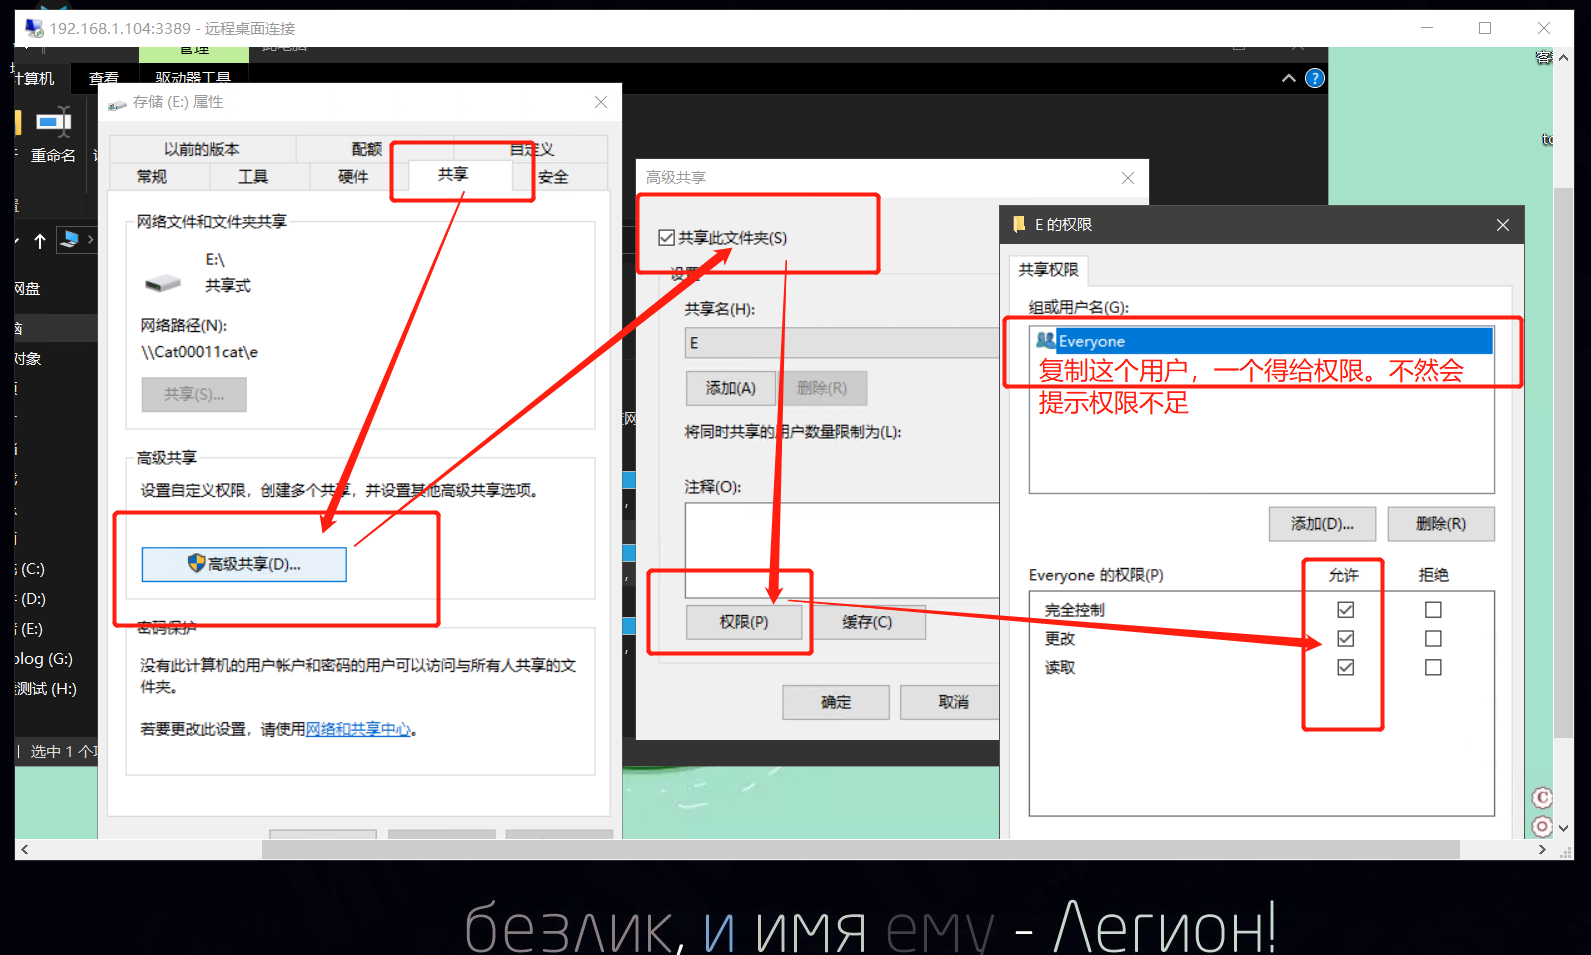 192.168.1.104:3389 - 远程桌面连接
管理
此电脑
计算机
查看
驱动器工具
重命名
网盘
对象
(C:)
(D:)
(E:)
blog (G:)
测试 (H:)
选中 1 个项
存储 (E:) 属性
以前的版本
配额
自定义
常规
工具
硬件
共享
安全
网络文件和文件夹共享
E:\
共享式
网络路径(N):
\\Cat00011cat\e
共享(S)...
高级共享
设置自定义权限，创建多个共享，并设置其他高级共享选项。
高级共享(D)...
密码保护
没有此计算机的用户帐户和密码的用户可以访问与所有人共享的文
件夹。
若要更改此设置，请使用网络和共享中心。
高级共享
共享此文件夹(S)
设置
共享名(H):
E
添加(A)
删除(R)
将同时共享的用户数量限制为(L):
注释(O):
权限(P)
缓存(C)
确定
取消
E 的权限
共享权限
组或用户名(G):
Everyone
复制这个用户，一个得给权限。不然会
提示权限不足
添加(D)...
删除(R)
Everyone 的权限(P)
允许
拒绝
完全控制
更改
读取
безлик, и имя ему - Легион!